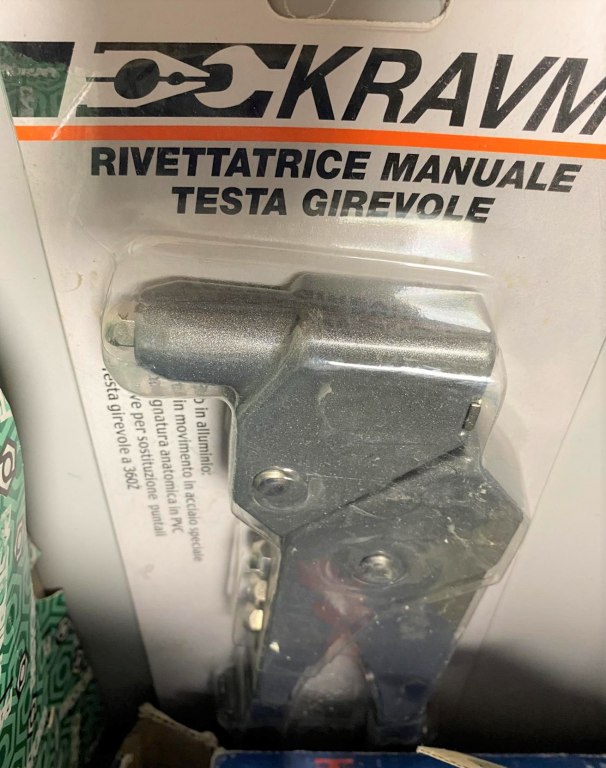 KRAVM
RIVETTATRICE MANUALE
TESTA GIREVOLE
o in alluminio:
in movimento in acciaio speciale
gnatura anatomica in PVC
ve per sostituzione puntali
esta girevole a 360Z
T